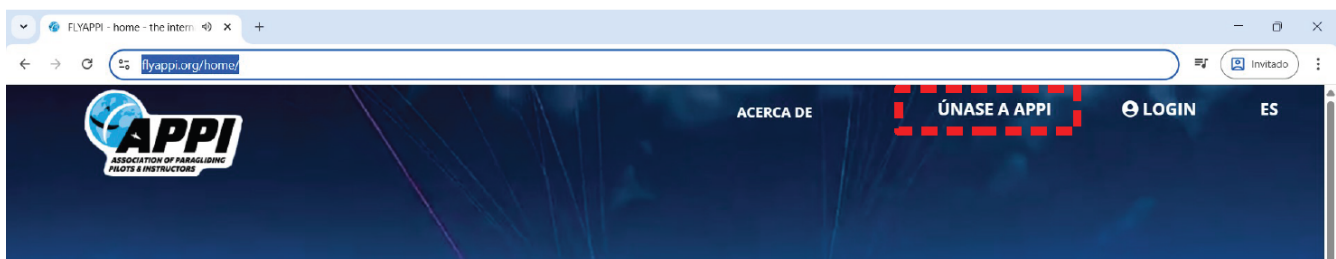 FLYAPPI - home - the intern
flyappi.org/home/
Invitado
APPI
ASSOCIATION OF PARAGLIDING
PILOTS & INSTRUCTORS
ACERCA DE
ÚNASE A APPI
LOGIN
ES